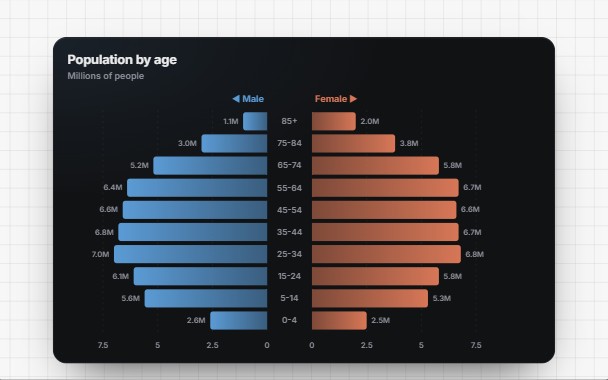 Population by age
Millions of people
◀ Male Female ▶
1.1M 85+ 2.0M
3.0M 75-84 3.8M
5.2M 65-74 5.8M
6.4M 55-64 6.7M
6.6M 45-54 6.6M
6.8M 35-44 6.7M
7.0M 25-34 6.8M
6.1M 15-24 5.8M
5.6M 5-14 5.3M
2.6M 0-4 2.5M
7.5 5 2.5 0 0 2.5 5 7.5